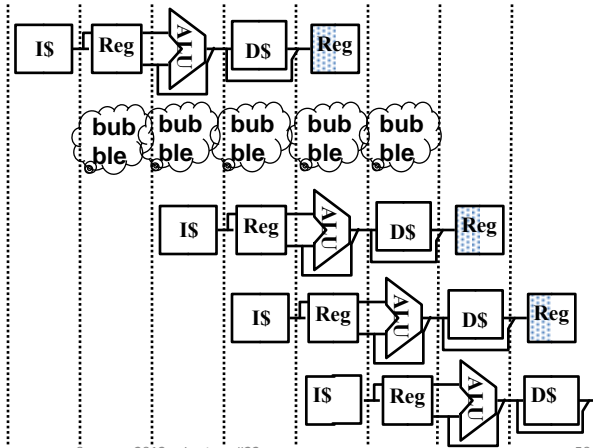 I$ Reg ALU D$ Reg
bub bub bub bub bub
ble ble ble ble ble
I$ Reg ALU D$ Reg
I$ Reg ALU D$ Reg
I$ Reg ALU D$